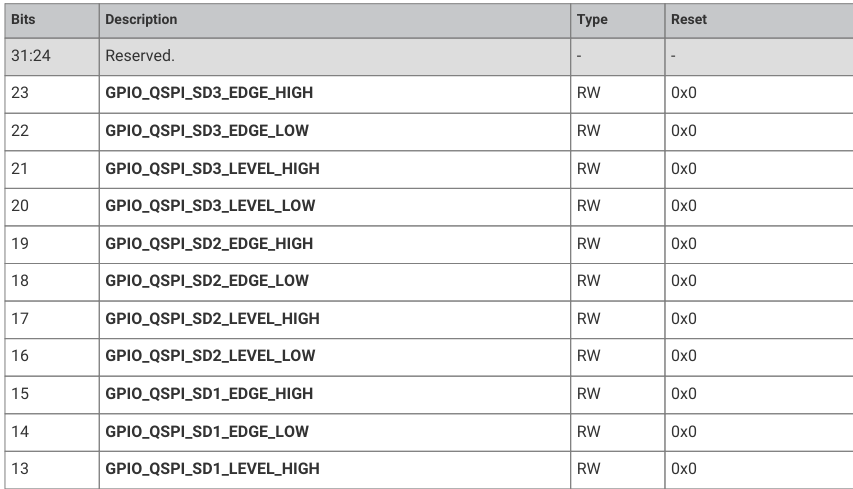 Bits Description Type Reset
31:24 Reserved. - -
23 GPIO_QSPI_SD3_EDGE_HIGH RW 0x0
22 GPIO_QSPI_SD3_EDGE_LOW RW 0x0
21 GPIO_QSPI_SD3_LEVEL_HIGH RW 0x0
20 GPIO_QSPI_SD3_LEVEL_LOW RW 0x0
19 GPIO_QSPI_SD2_EDGE_HIGH RW 0x0
18 GPIO_QSPI_SD2_EDGE_LOW RW 0x0
17 GPIO_QSPI_SD2_LEVEL_HIGH RW 0x0
16 GPIO_QSPI_SD2_LEVEL_LOW RW 0x0
15 GPIO_QSPI_SD1_EDGE_HIGH RW 0x0
14 GPIO_QSPI_SD1_EDGE_LOW RW 0x0
13 GPIO_QSPI_SD1_LEVEL_HIGH RW 0x0